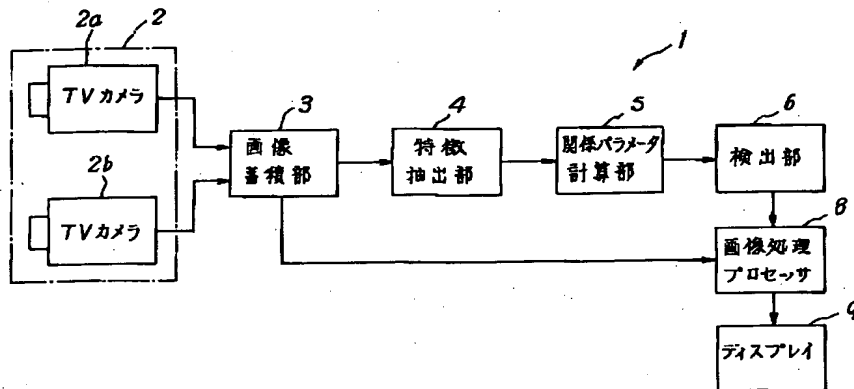 2a
2
TVカメラ
2b
TVカメラ
3
画像
蓄積部
4
特徴
抽出部
5
関係パラメータ
計算部
1
6
検出部
8
画像処理
プロセッサ
9
ディスプレイ